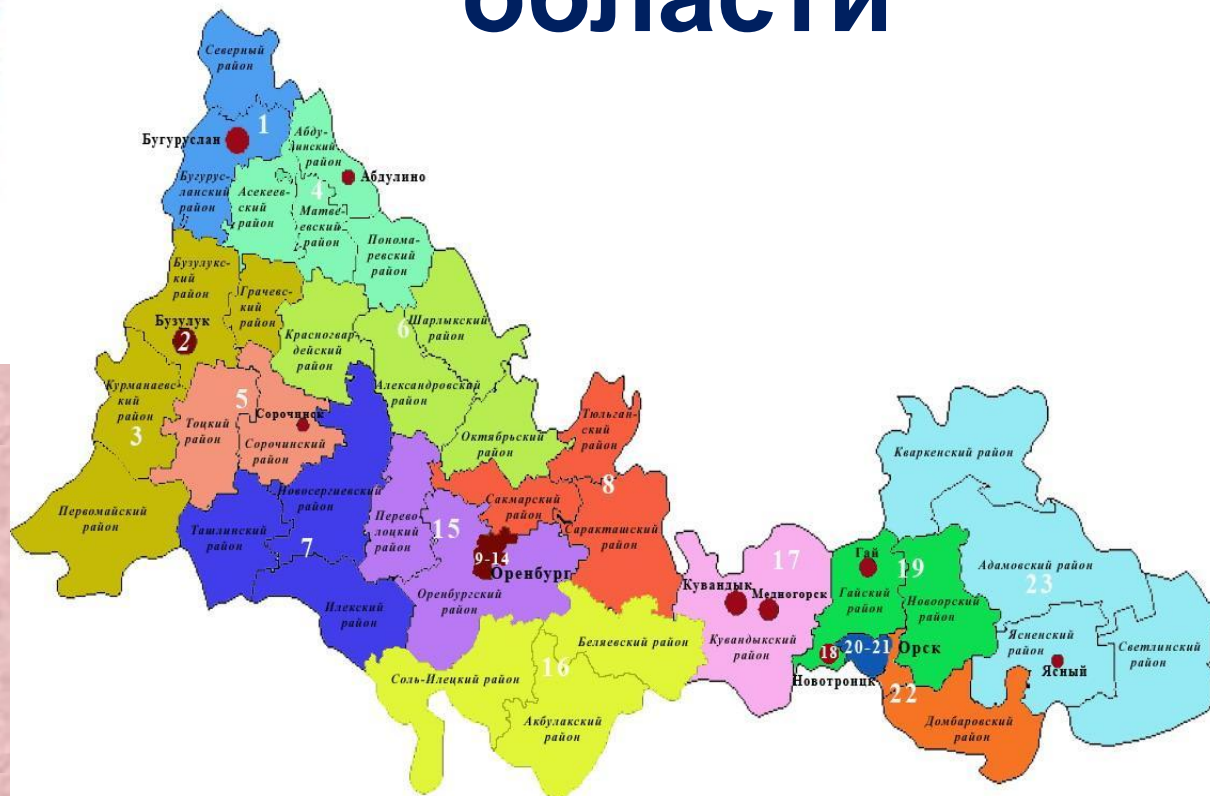 области
Северный
район
1
Бугуруслан
Бугурус-
ланский
район
Абду-
линский
район
Абдулино
4
Асекеев-
ский
район
Матве-
евский
район
Понома-
ревский
район
Бузулукс-
кий
район
Грачевс-
кий
район
Бузулук
2
Красногвар-
дейский
район
6
Шарлыкский
район
Курманаевс-
кий
район
3
5
Тоцкий
район
Сорочинск
Сорочинский
район
Александровский
район
Октябрьский
район
Тюльган-
ский
район
Первомайский
район
Ташлинский
район
Новосергиевский
район
7
Перево-
лоцкий
район
15
Сакмарский
район
8
Саракташский
район
9-14
Оренбург
Оренбургский
район
Илекский
район
Соль-Илецкий район
16
Беляевский район
Акбулакский
район
17
Кувандык
Медногорск
Кувандыкский
район
Гай
19
Гайский
район
Новоорский
район
18
20-21
Орск
Новотроицк
22
Домбаровский
район
Кваркенский район
Адамовский район
23
Ясненский
район
Ясный
Светлинский
район